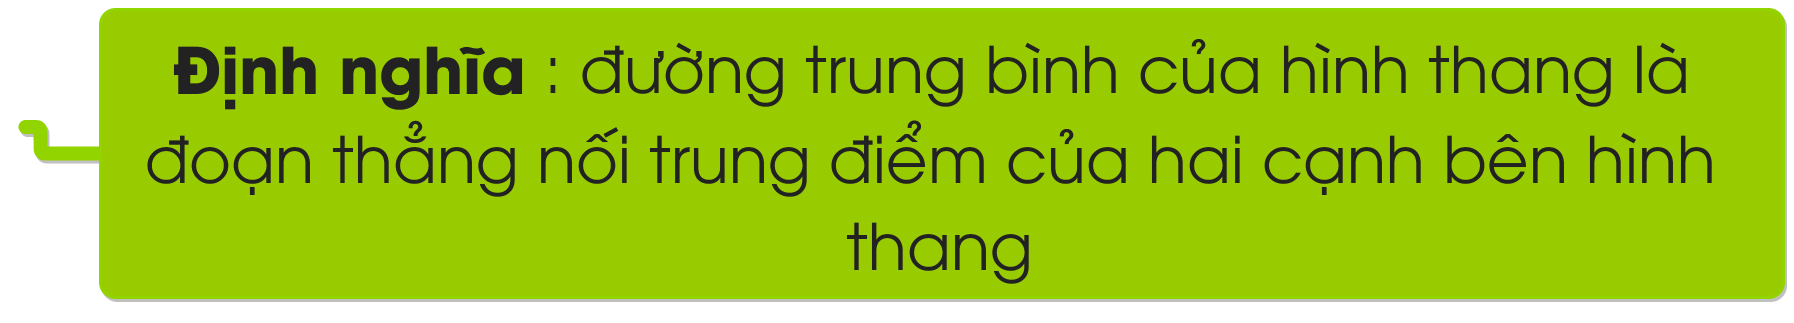 Định nghĩa : đường trung bình của hình thang là
đoạn thẳng nối trung điểm của hai cạnh bên hình
thang